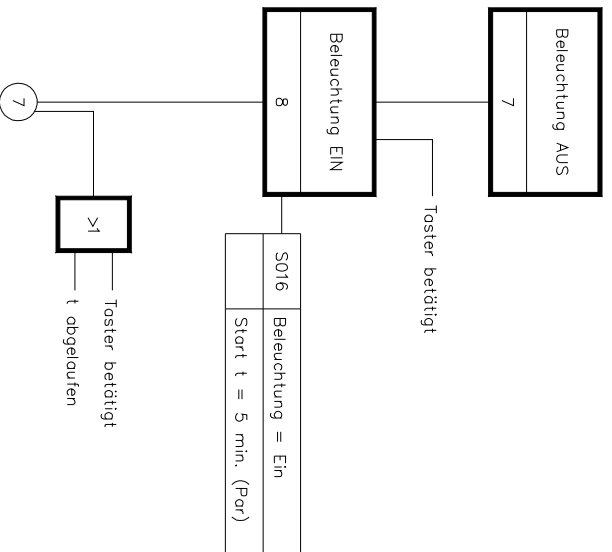 Beleuchtung AUS
7
Taster betätigt
Beleuchtung EIN
8
S016 Beleuchtung = Ein
Start t = 5 min. (Par)
>1
Taster betätigt
t abgelaufen
7